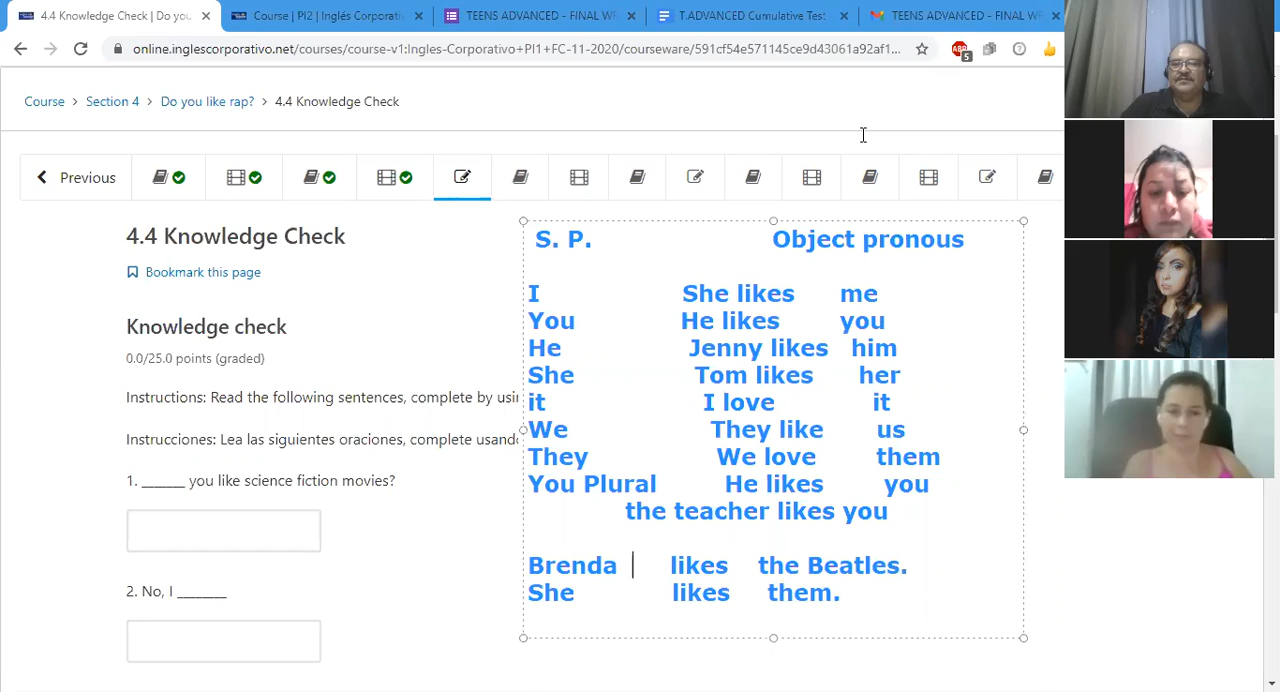 4.4 Knowledge Check | Do you
Course | PI2 | Inglés Corporativ
TEENS ADVANCED - FINAL WR
T.ADVANCED Cumulative Test
TEENS ADVANCED - FINAL WR
online.inglescorporativo.net/courses/course-v1:Ingles-Corporativo+PI1+FC-11-2020/courseware/591cf54e571145ce9d43061a92af1...
5
Course > Section 4 > Do you like rap? > 4.4 Knowledge Check
Previous
4.4 Knowledge Check
Bookmark this page
Knowledge check
0.0/25.0 points (graded)
Instructions: Read the following sentences, complete by usin
Instrucciones: Lea las siguientes oraciones, complete usando
1. ______ you like science fiction movies?
2. No, I _______
S. P. Object pronous
I She likes me
You He likes you
He Jenny likes him
She Tom likes her
it I love it
We They like us
They We love them
You Plural He likes you
the teacher likes you
Brenda likes the Beatles.
She likes them.